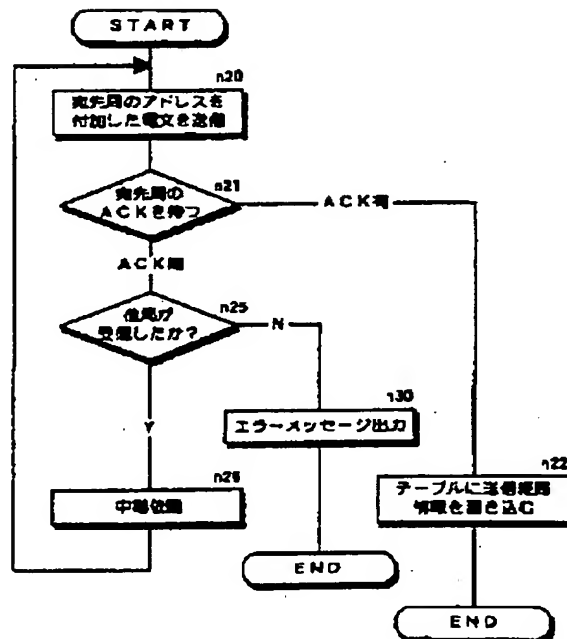 START
n20
宛先局のアドレスを
付加した電文を送信
n21
宛先局の
ACKを待つ
ACK有
ACK無
n25
他局が
受信したか?
N
n30
エラーメッセージ出力
Y
n22
n26
テーブルに送信経路
情報を書き込む
中継依頼
END
END